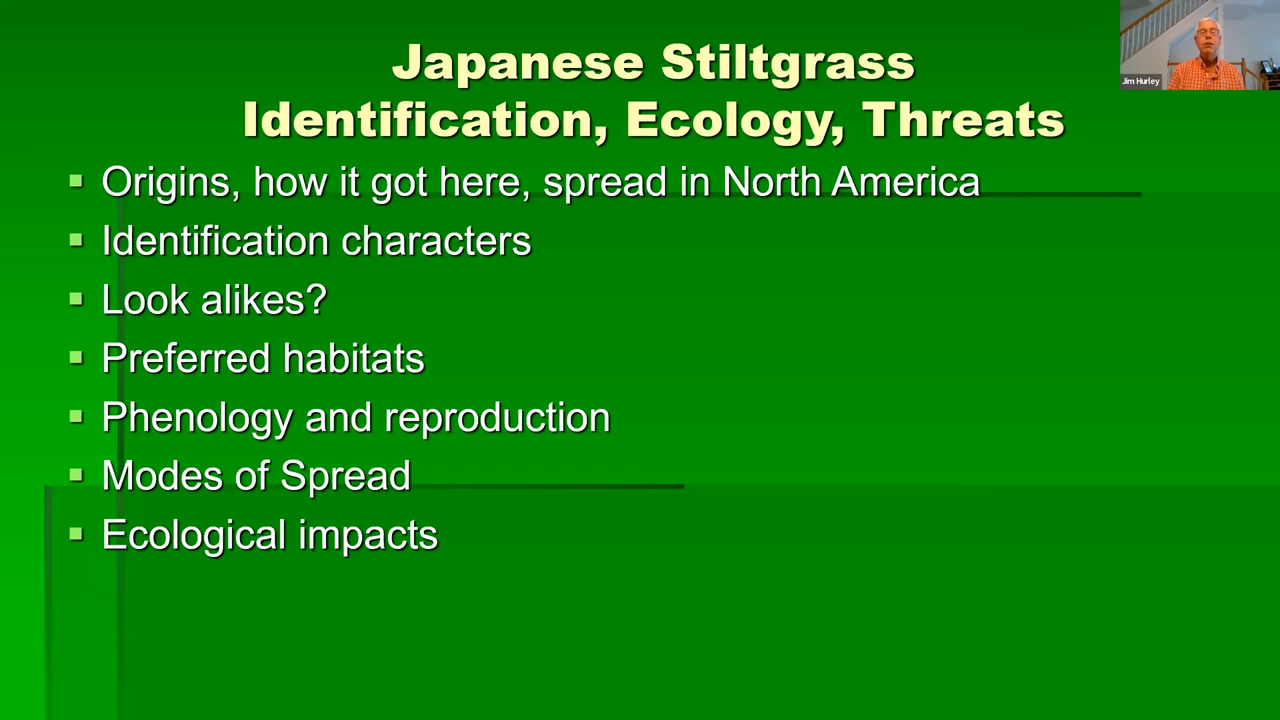 Japanese Stiltgrass
Identification, Ecology, Threats
Jim Hurley
Origins, how it got here, spread in North America
Identification characters
Look alikes?
Preferred habitats
Phenology and reproduction
Modes of Spread
Ecological impacts